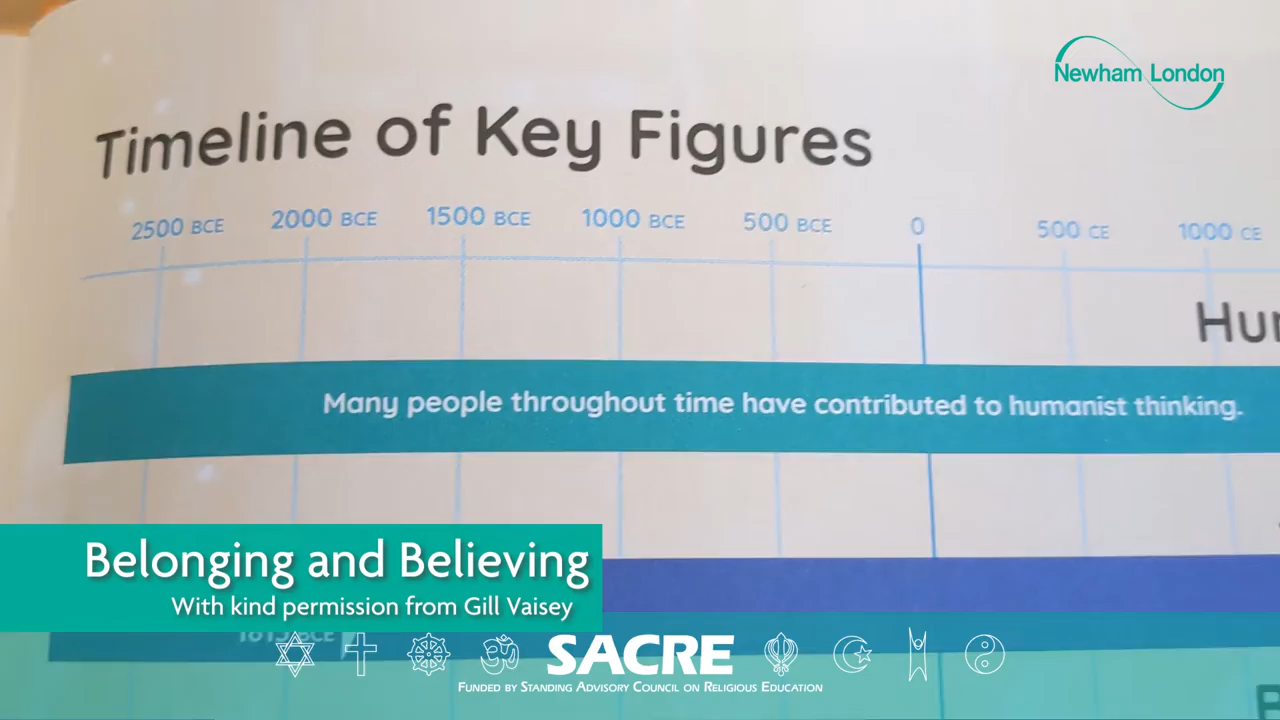 Newham London
Timeline of Key Figures
2500 BCE 2000 BCE 1500 BCE 1000 BCE 500 BCE 0 500 CE 1000 CE
Many people throughout time have contributed to humanist thinking.
Belonging and Believing
With kind permission from Gill Vaisey
SACRE
FUNDED BY STANDING ADVISORY COUNCIL ON RELIGIOUS EDUCATION